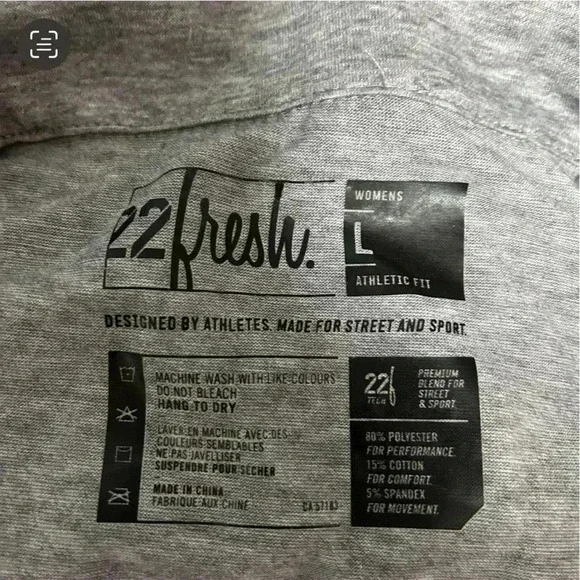 22fresh.
WOMENS
L
ATHLETIC FIT
DESIGNED BY ATHLETES. MADE FOR STREET AND SPORT.
MACHINE WASH WITH LIKE COLOURS
DO NOT BLEACH
HANG TO DRY
LAVER EN MACHINE AVEC DES
COULEURS SEMBLABLES
NE PAS JAVELLISER
SUSPENDRE POUR SÉCHER
MADE IN CHINA
FABRIQUE AUX CHINE
CA 57183
22f
TECH
PREMIUM
BLEND FOR
STREET
& SPORT
80% POLYESTER
FOR PERFORMANCE.
15% COTTON
FOR COMFORT.
5% SPANDEX
FOR MOVEMENT.